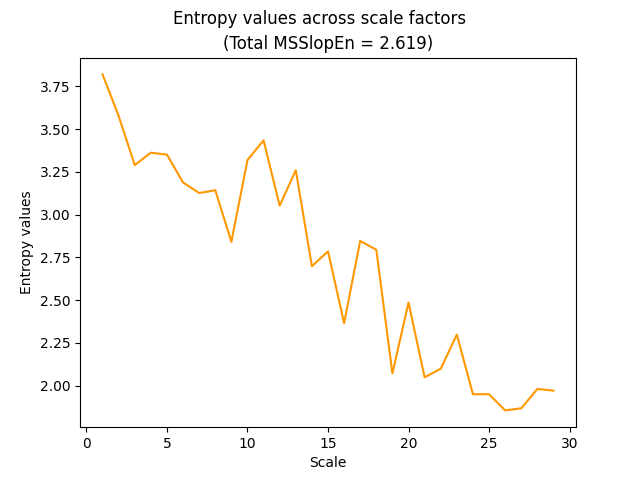 Entropy values across scale factors
(Total MSSlopEn = 2.619)
Entropy values
3.75
3.50
3.25
3.00
2.75
2.50
2.25
2.00
0 5 10 15 20 25 30
Scale